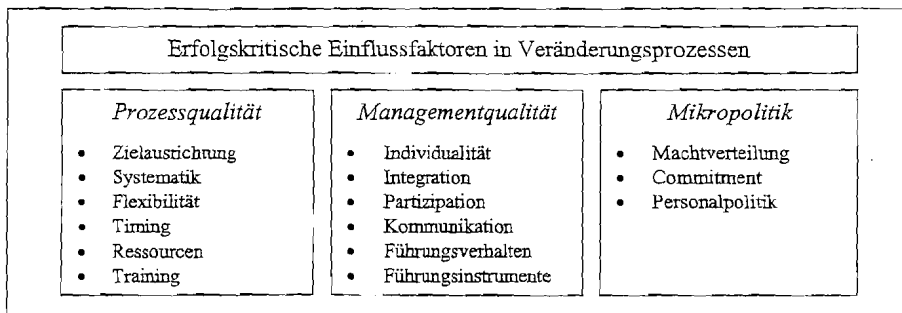 Erfolgskritische Einflussfaktoren in Veränderungsprozessen
Prozessqualität
• Zielausrichtung
• Systematik
• Flexibilität
• Timing
• Ressourcen
• Training
Managementqualität
• Individualität
• Integration
• Partizipation
• Kommunikation
• Führungsverhalten
• Führungsinstrumente
Mikropolitik
• Machtverteilung
• Commitment
• Personalpolitik